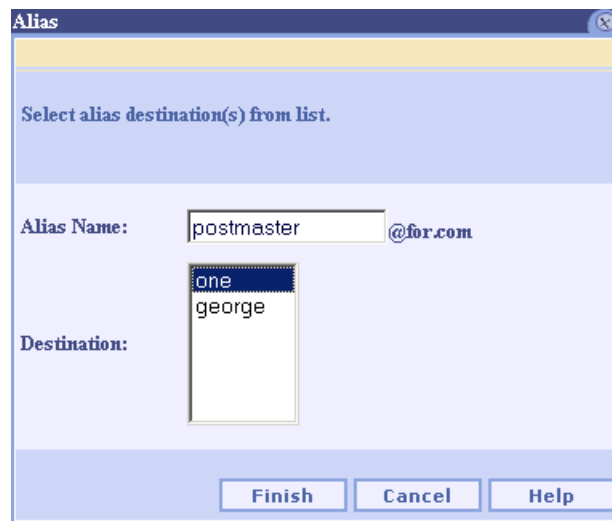 Alias
Select alias destination(s) from list.
Alias Name: postmaster @for.com
one
george
Destination:
Finish Cancel Help